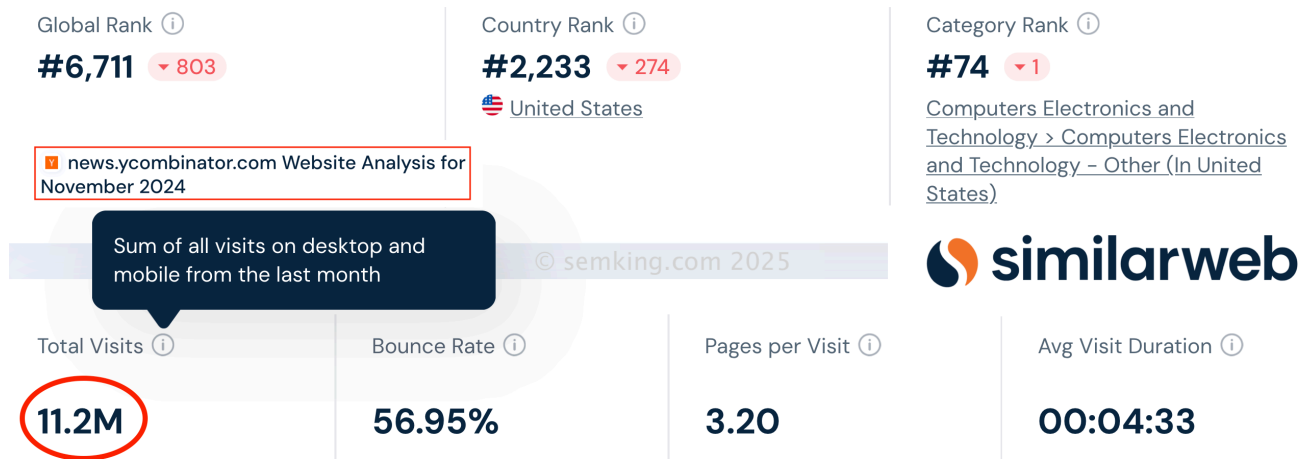 Global Rank
#6,711 803
Country Rank
#2,233 274
United States
Category Rank
#74 1
Computers Electronics and
Technology > Computers Electronics
and Technology - Other (In United
States)
news.ycombinator.com Website Analysis for
November 2024
Sum of all visits on desktop and
mobile from the last month
© semking.com 2025
similarweb
Total Visits
11.2M
Bounce Rate
56.95%
Pages per Visit
3.20
Avg Visit Duration
00:04:33